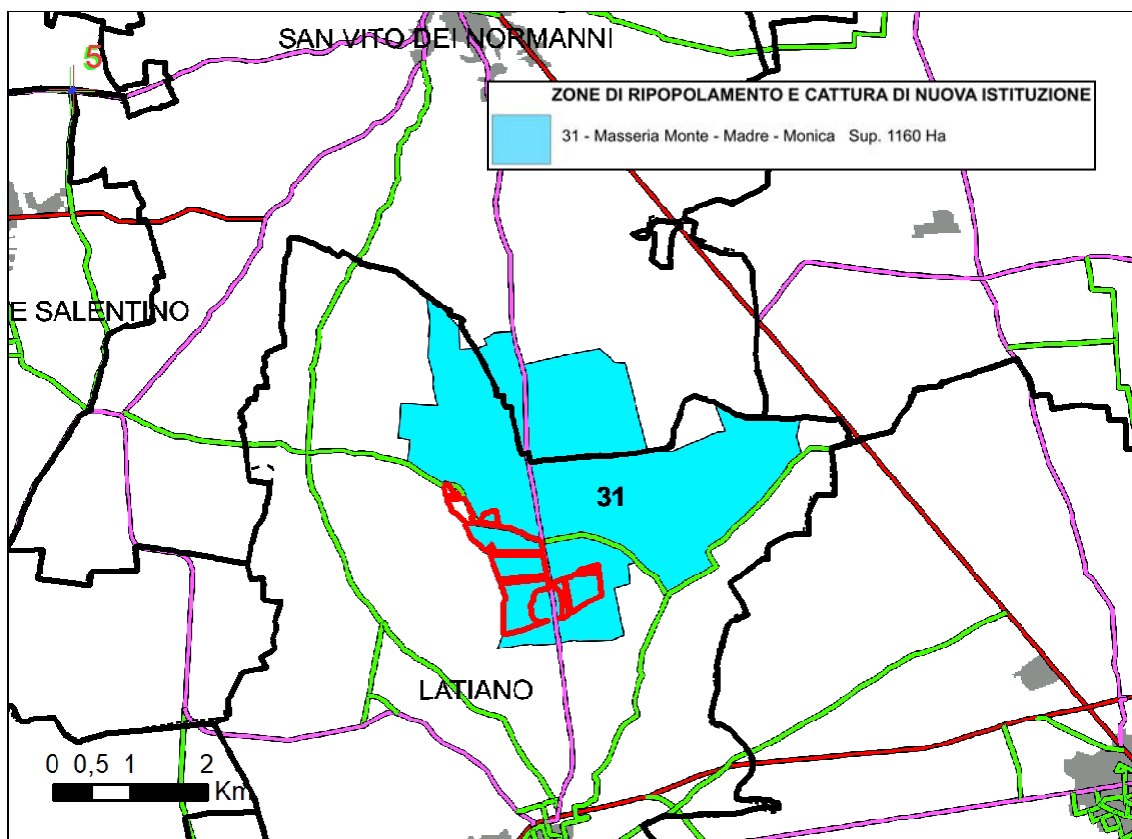 SAN VITO DEI NORMANNI
5
ZONE DI RIPOPOLAMENTO E CATTURA DI NUOVA ISTITUZIONE
31 - Masseria Monte - Madre - Monica Sup. 1160 Ha
E SALENTINO
31
LATIANO
0 0,5 1 2
Km